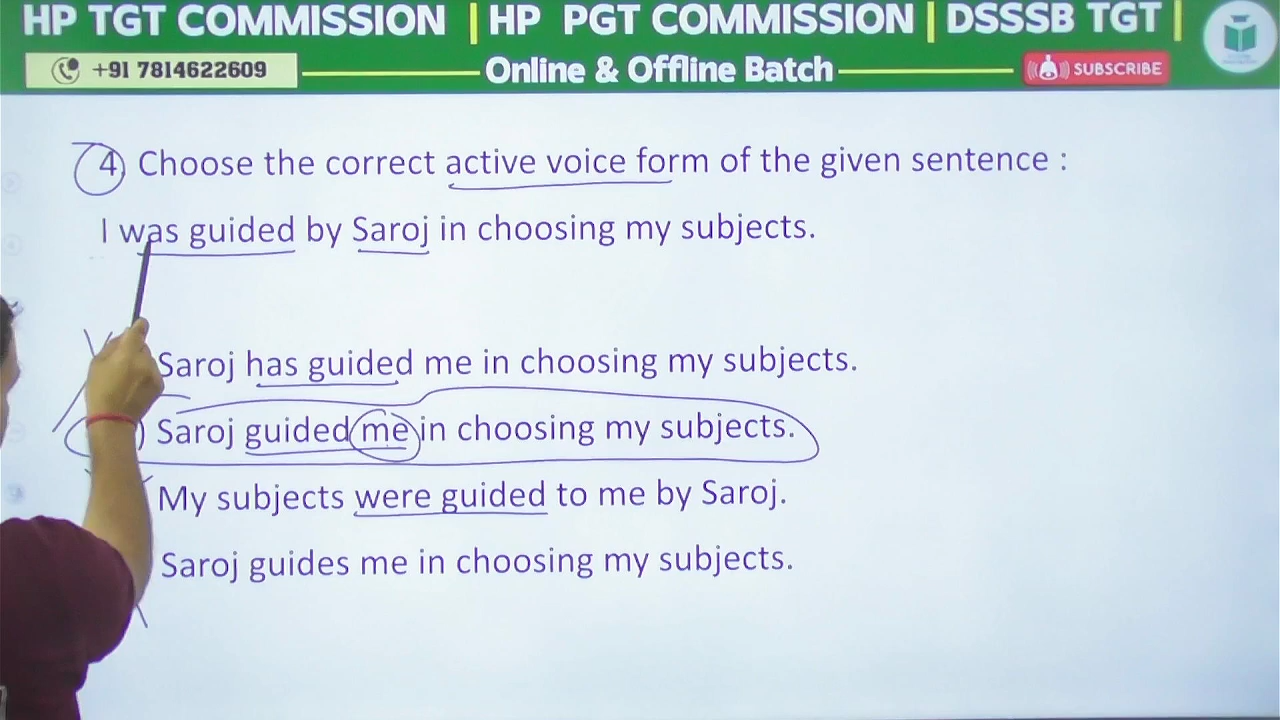 HP TGT COMMISSION | HP PGT COMMISSION | DSSSB TGT |
+91 7814622609 Online & Offline Batch SUBSCRIBE
4) Choose the correct active voice form of the given sentence :
I was guided by Saroj in choosing my subjects.
Saroj has guided me in choosing my subjects.
) Saroj guided me in choosing my subjects.
My subjects were guided to me by Saroj.
Saroj guides me in choosing my subjects.